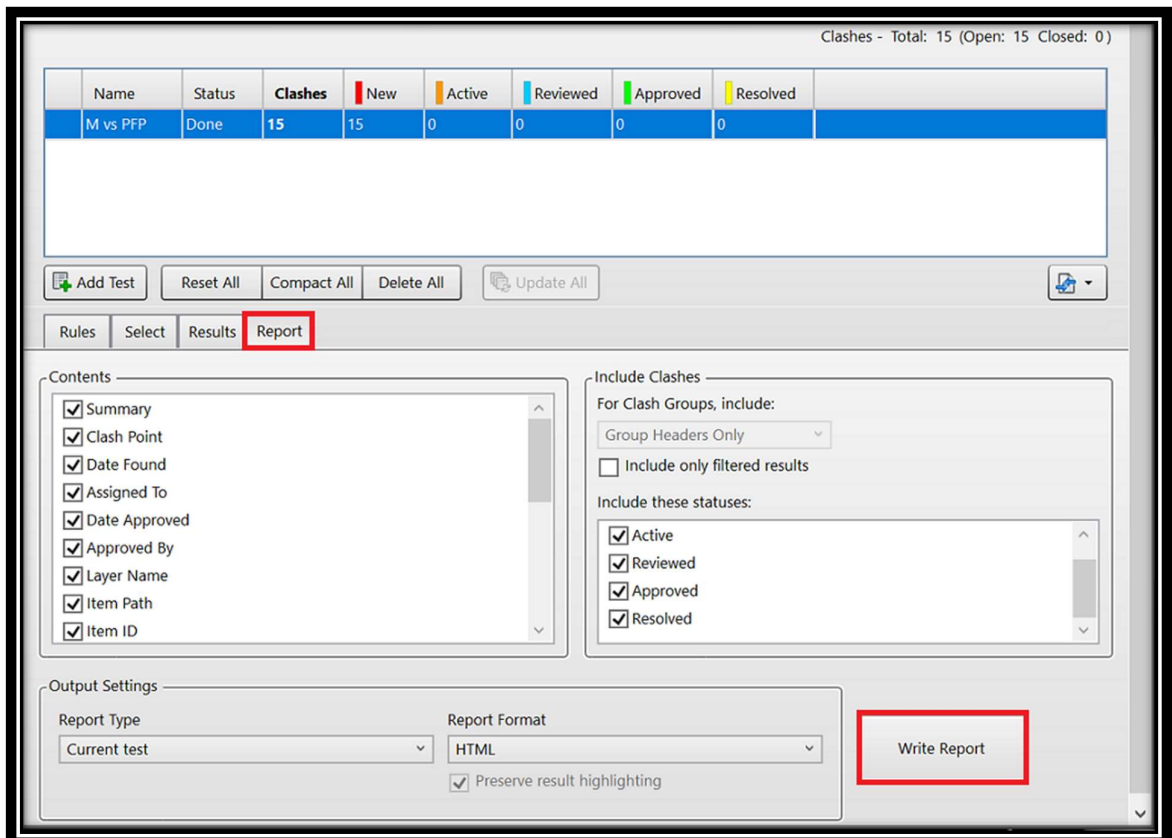 Clashes - Total: 15 (Open: 15 Closed: 0)
Name Status Clashes New Active Reviewed Approved Resolved
M vs PFP Done 15 15 0 0 0 0
Add Test Reset All Compact All Delete All Update All
Rules Select Results Report
Contents
Summary
Clash Point
Date Found
Assigned To
Date Approved
Approved By
Layer Name
Item Path
Item ID
Include Clashes
For Clash Groups, include:
Group Headers Only
Include only filtered results
Include these statuses:
Active
Reviewed
Approved
Resolved
Output Settings
Report Type
Current test
Report Format
HTML
Preserve result highlighting
Write Report